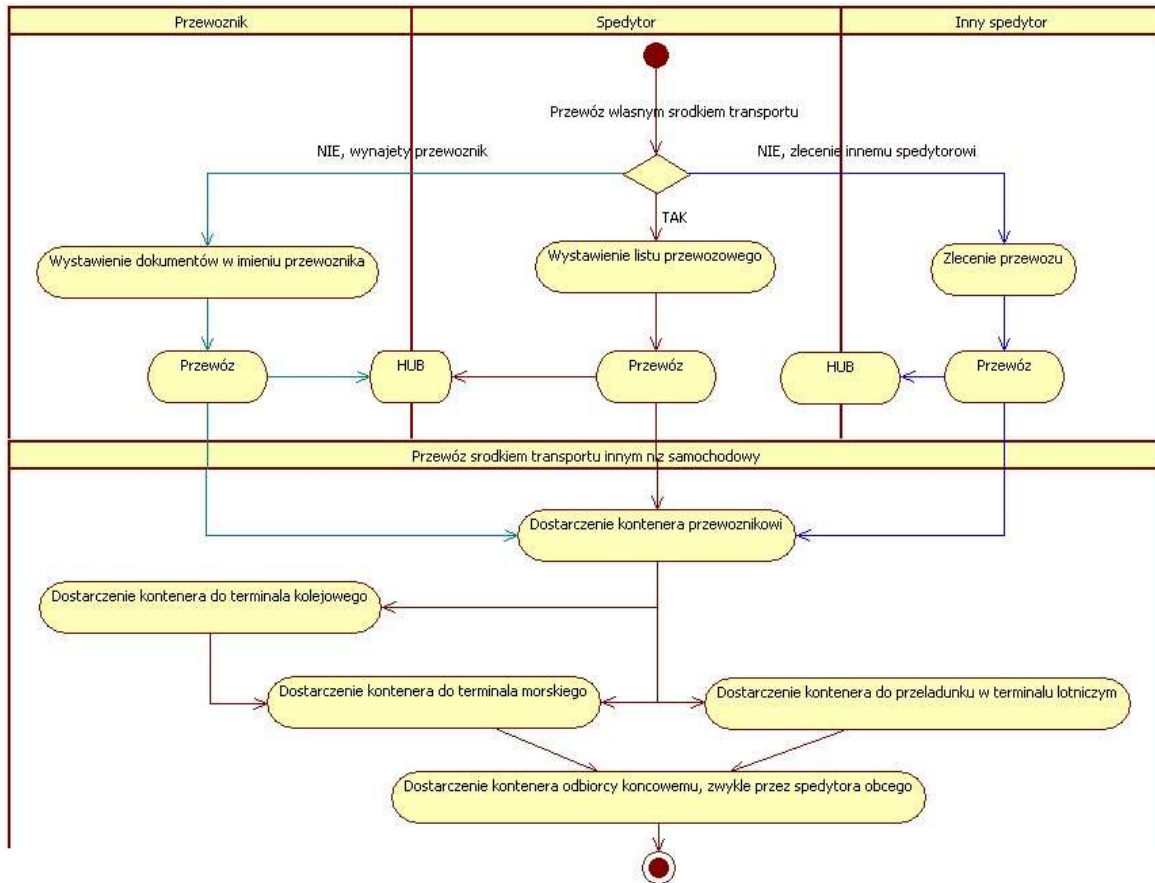 Przewoznik
Spedytor
Inny spedytor
Przewóz wlasnym srodkiem transportu
NIE, wynajety przewoznik
NIE, zlecenie innemu spedytorowi
TAK
Wystawienie dokumentów w imieniu przewoznika
Wystawienie listu przewozowego
Zlecenie przewozu
Przewóz
HUB
Przewóz
HUB
Przewóz
Przewóz srodkiem transportu innym niz samochodowy
Dostarczenie kontenera przewoznikowi
Dostarczenie kontenera do terminala kolejowego
Dostarczenie kontenera do terminala morskiego
Dostarczenie kontenera do przeladunku w terminalu lotniczym
Dostarczenie kontenera odbiorcy koncowemu, zwykle przez spedytora obcego